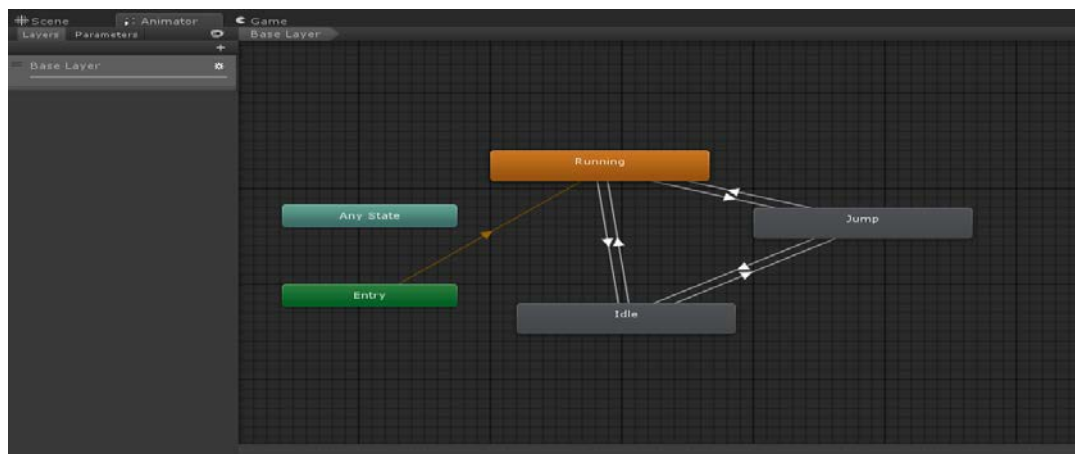 Scene Animator Game
Layers Parameters Base Layer
Base Layer
Running
Any State
Jump
Entry
Idle